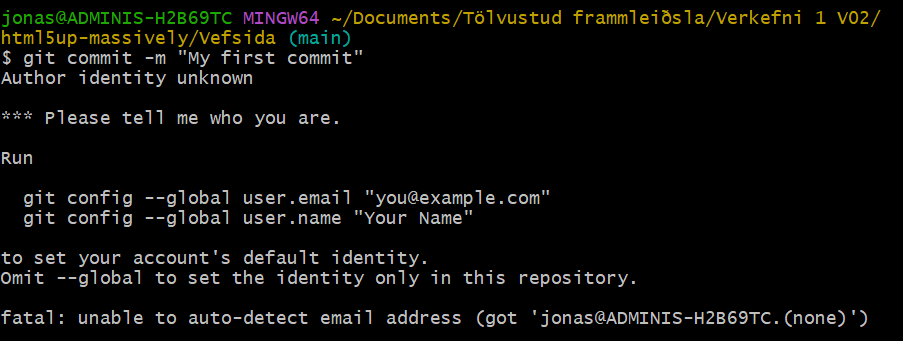 jonas@ADMINIS-H2B69TC MINGW64 ~/Documents/Tölvustud frammleiðsla/Verkefni 1 V02/
html5up-massively/Vefsida (main)
$ git commit -m "My first commit"
Author identity unknown
*** Please tell me who you are.
Run
git config --global user.email "you@example.com"
git config --global user.name "Your Name"
to set your account's default identity.
Omit --global to set the identity only in this repository.
fatal: unable to auto-detect email address (got 'jonas@ADMINIS-H2B69TC.(none)')